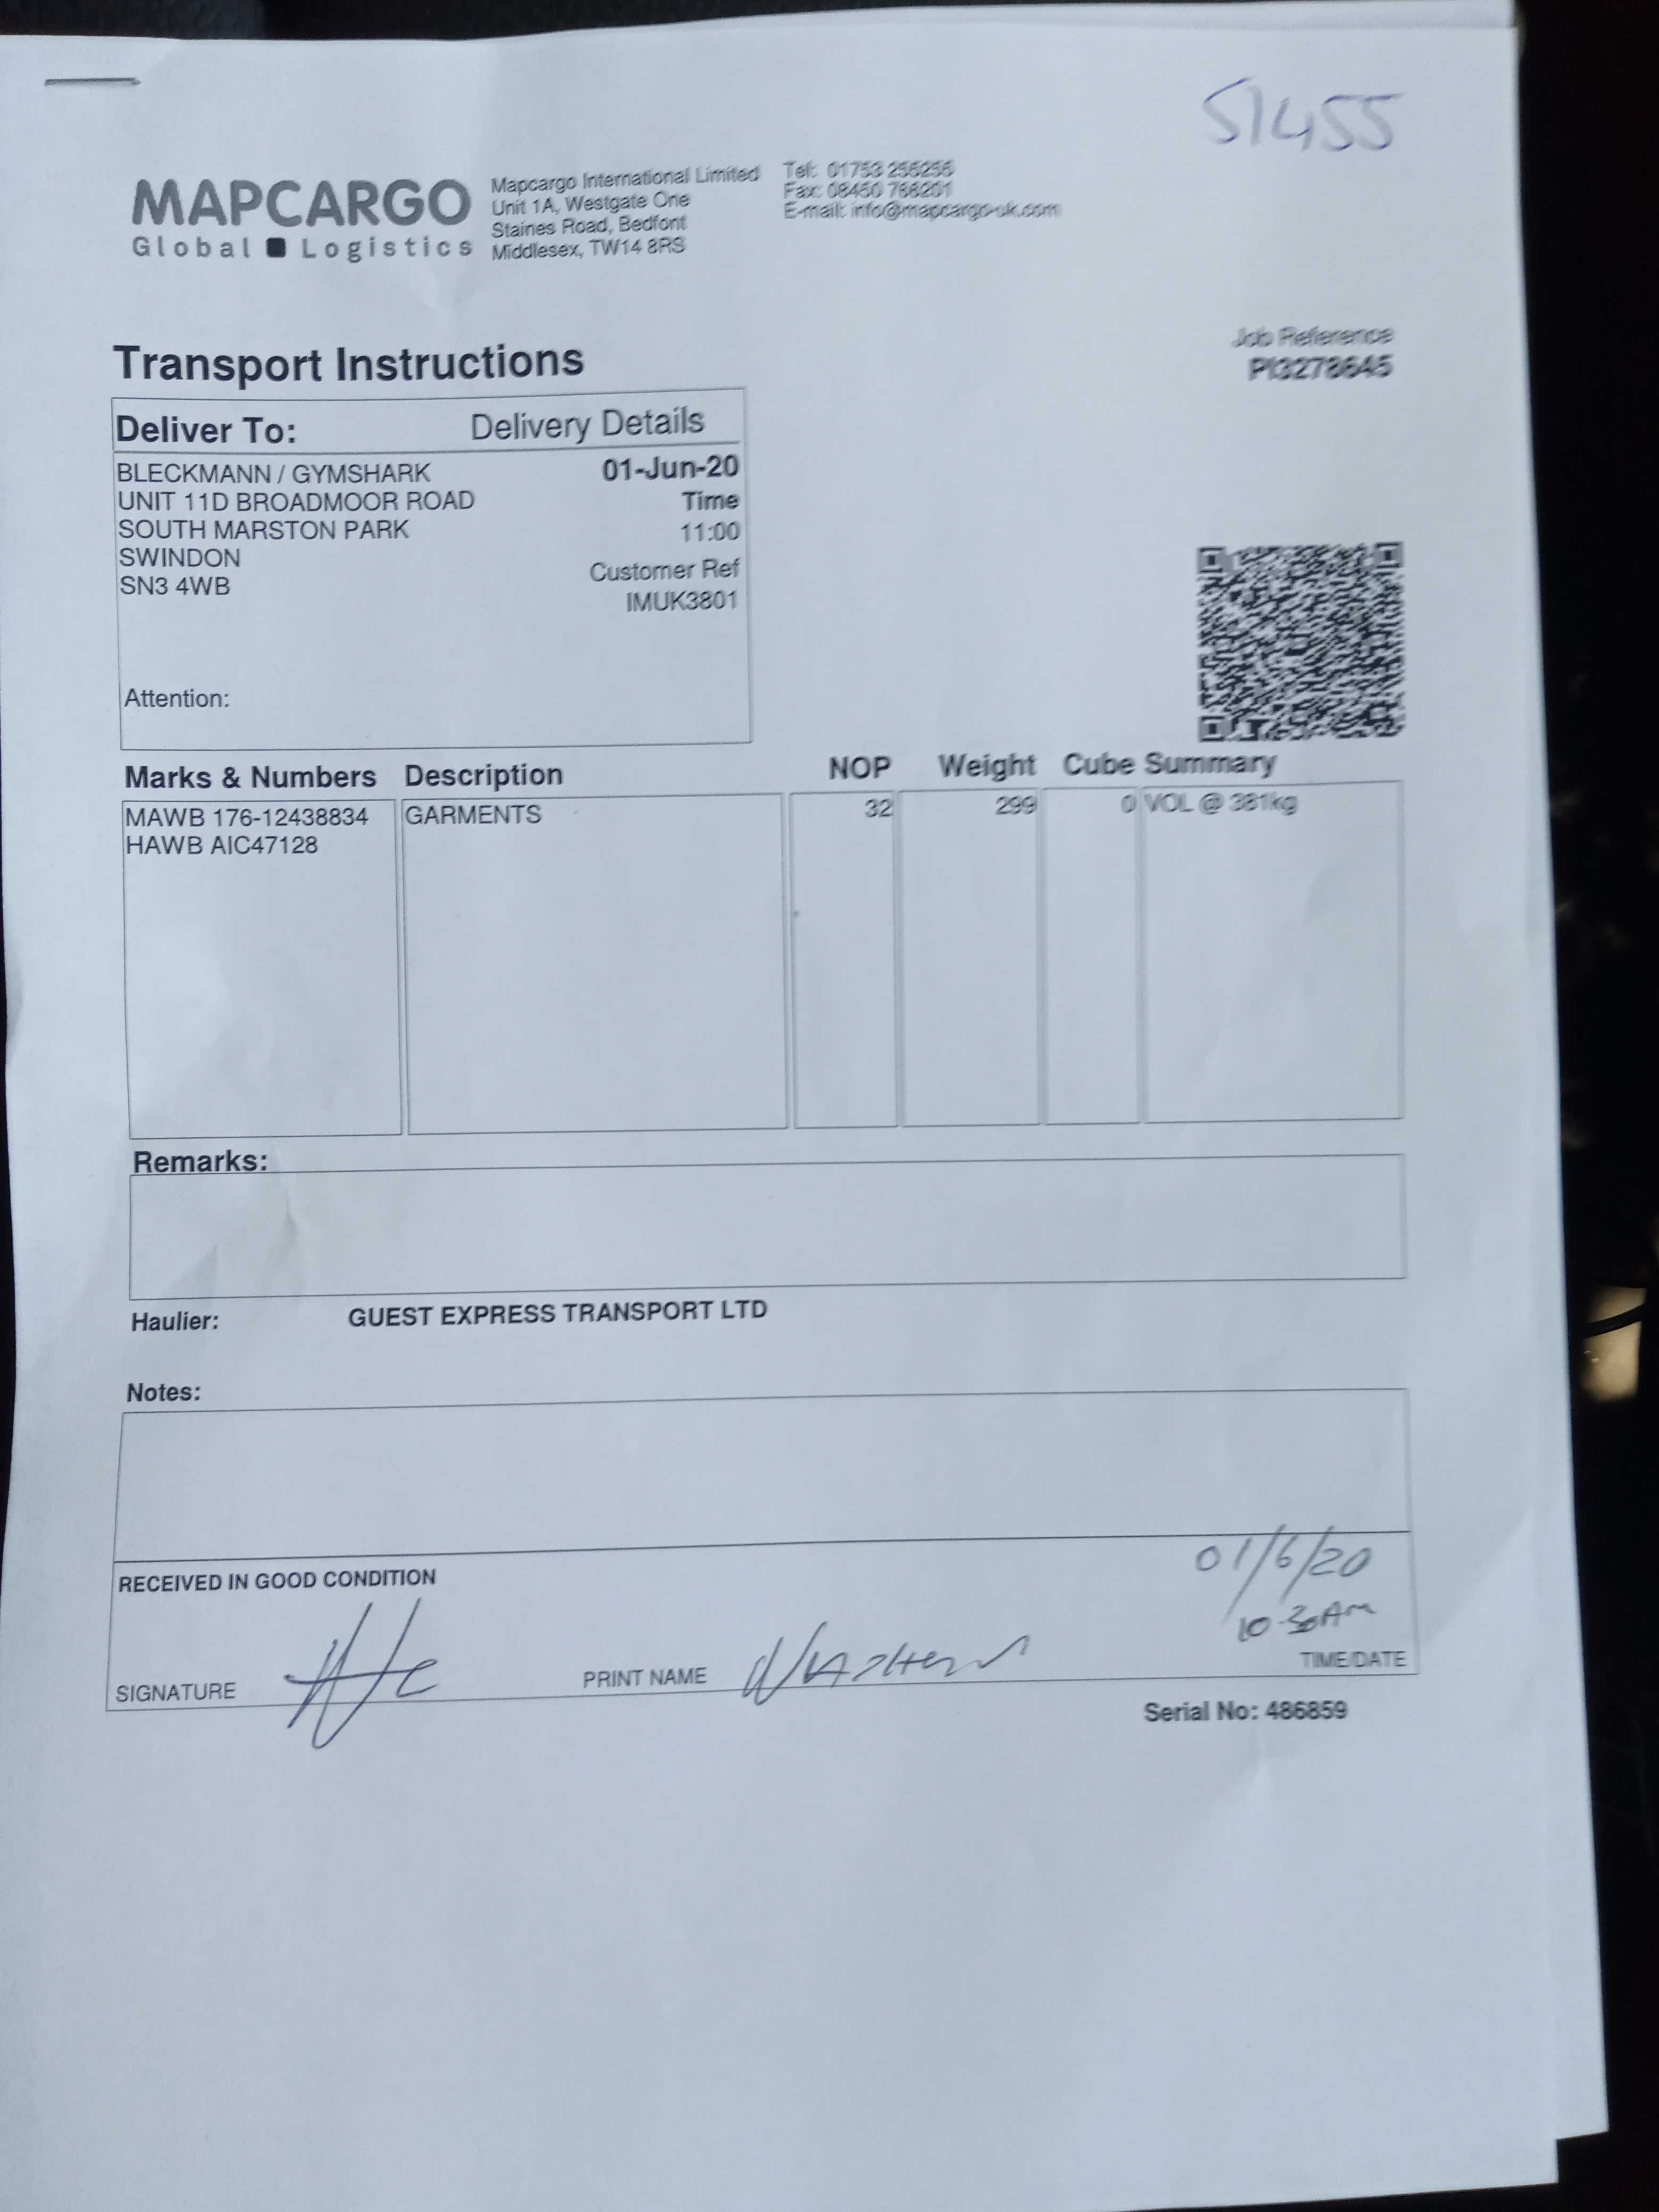 51455
MAPCARGO
Global Logistics
Mapcargo International Limited
Unit 1A, Westgate One
Staines Road, Bedfont
Middlesex, TW14 8RS
Tel: 01753 256256
Fax: 08450 768201
E-mail: info@mapcargo-uk.com
Job Reference
PI3278645
Transport Instructions
Deliver To: Delivery Details
BLECKMANN / GYMSHARK 01-Jun-20
UNIT 11D BROADMOOR ROAD Time
SOUTH MARSTON PARK 11:00
SWINDON Customer Ref
SN3 4WB IMUK3801
Attention:
Marks & Numbers Description NOP Weight Cube Summary
MAWB 176-12438834 GARMENTS 32 299 0 VOL @ 381kg
HAWB AIC47128
Remarks:
Haulier: GUEST EXPRESS TRANSPORT LTD
Notes:
RECEIVED IN GOOD CONDITION
01/6/20
10-30AM
SIGNATURE PRINT NAME TIME/DATE
Serial No: 486859